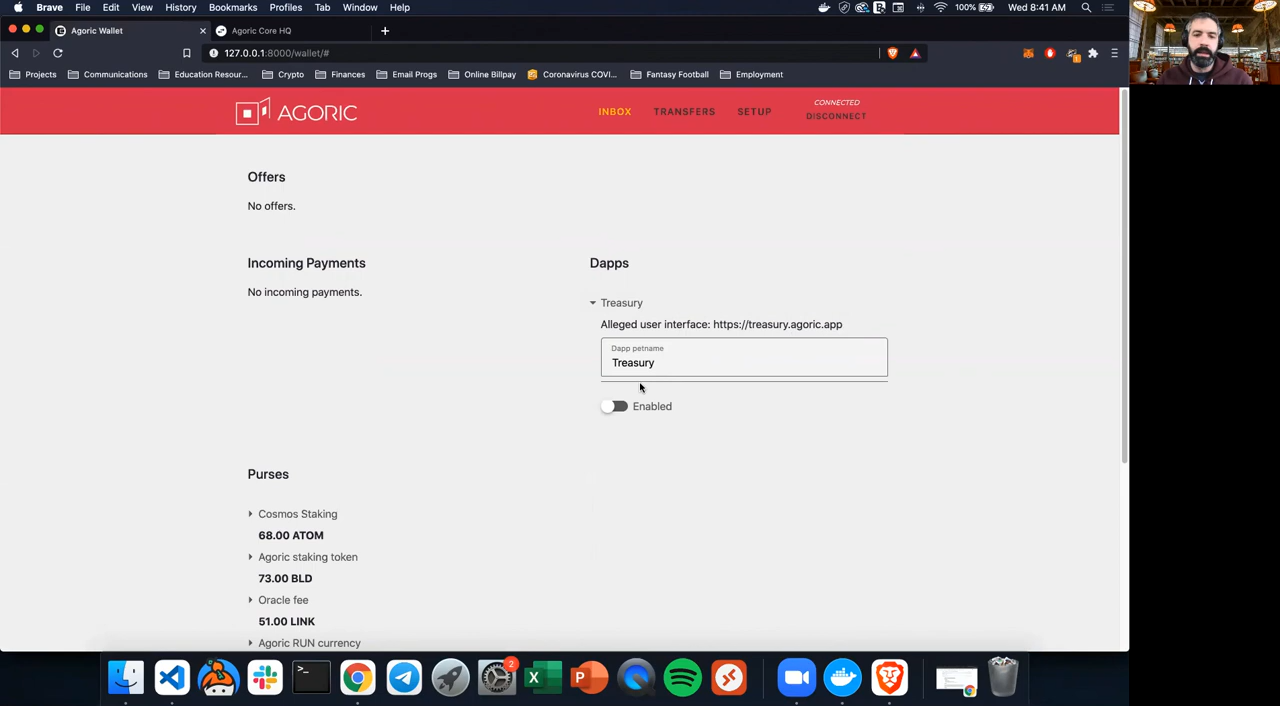 Brave File Edit View History Bookmarks Profiles Tab Window Help 100% Wed 8:41 AM
Agoric Wallet Agoric Core HQ
127.0.0.1:8000/wallet/#
Projects Communications Education Resour... Crypto Finances Email Progs Online Billpay Coronavirus COVI... Fantasy Football Employment
AGORIC INBOX TRANSFERS SETUP CONNECTED
DISCONNECT
Offers
No offers.
Incoming Payments
No incoming payments.
Dapps
Treasury
Alleged user interface: https://treasury.agoric.app
Dapp petname
Treasury
Enabled
Purses
Cosmos Staking
68.00 ATOM
Agoric staking token
73.00 BLD
Oracle fee
51.00 LINK
Agoric RUN currency
2